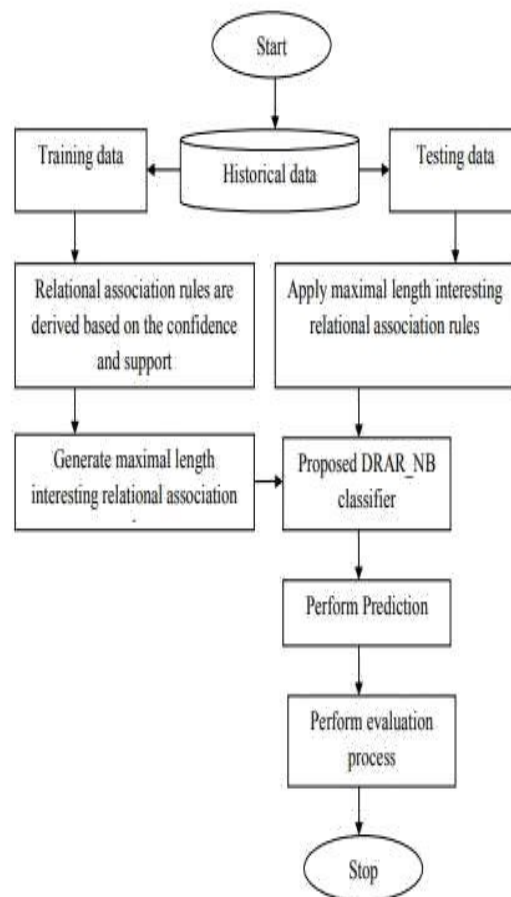 Start
Training data
Historical data
Testing data
Relational association rules are
derived based on the confidence
and support
Apply maximal length interesting
relational association rules
Generate maximal length
interesting relational association
Proposed DRAR_NB
classifier
Perform Prediction
Perform evaluation
process
Stop